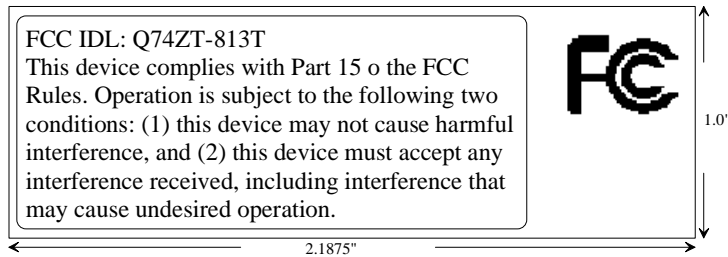 FCC IDL: Q74ZT-813T
This device complies with Part 15 o the FCC
Rules. Operation is subject to the following two
conditions: (1) this device may not cause harmful
interference, and (2) this device must accept any
interference received, including interference that
may cause undesired operation.
FCC
1.0"
2.1875"